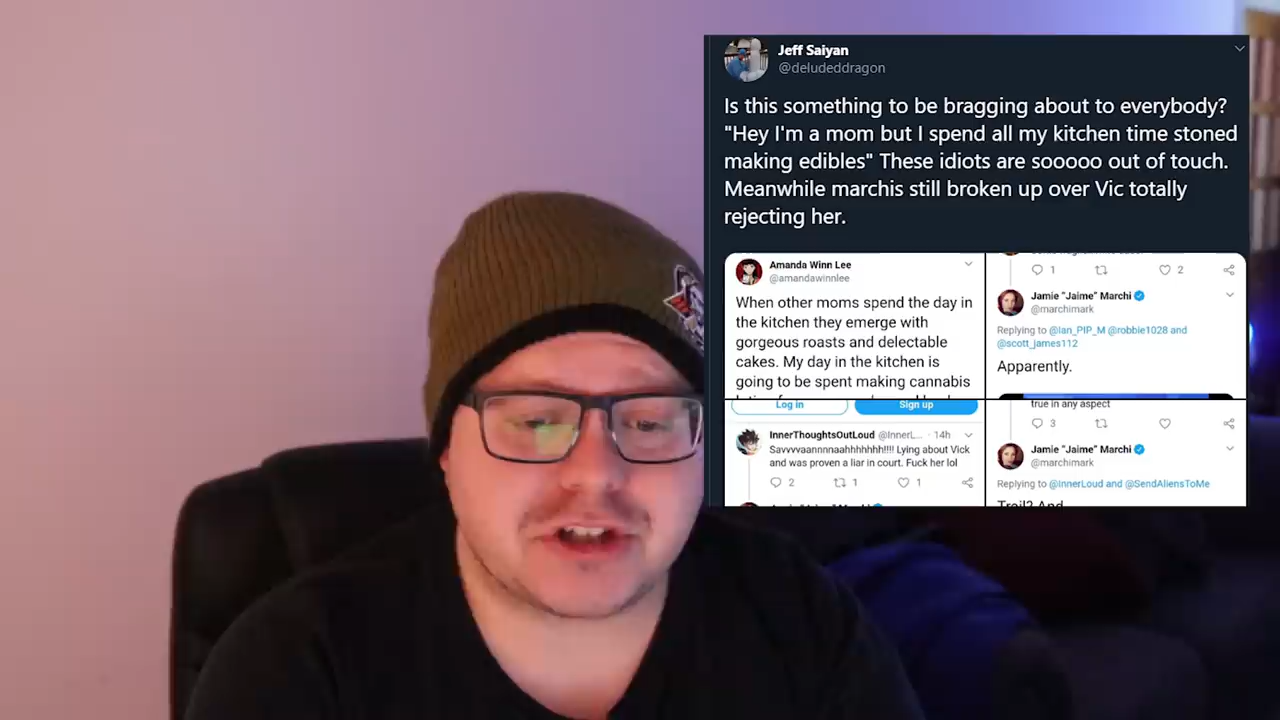 Jeff Saiyan
@deludeddragon
Is this something to be bragging about to everybody?
"Hey I'm a mom but I spend all my kitchen time stoned
making edibles" These idiots are sooooo out of touch.
Meanwhile marchis still broken up over Vic totally
rejecting her.
Amanda Winn Lee
@amandawinnlee
When other moms spend the day in
the kitchen they emerge with
gorgeous roasts and delectable
cakes. My day in the kitchen is
going to be spent making cannabis
1 2
Jamie "Jaime" Marchi
@marchimark
Replying to @Ian_PIP_M @robbie1028 and
@scott_james112
Apparently.
Log in Sign up
InnerThoughtsOutLoud @InnerL... · 14h
Savvvvaannnnaahhhhhhh!!!! Lying about Vick
and was proven a liar in court. Fuck her lol
2 1 1
true in any aspect
3
Jamie "Jaime" Marchi
@marchimark
Replying to @InnerLoud and @SendAliensToMe